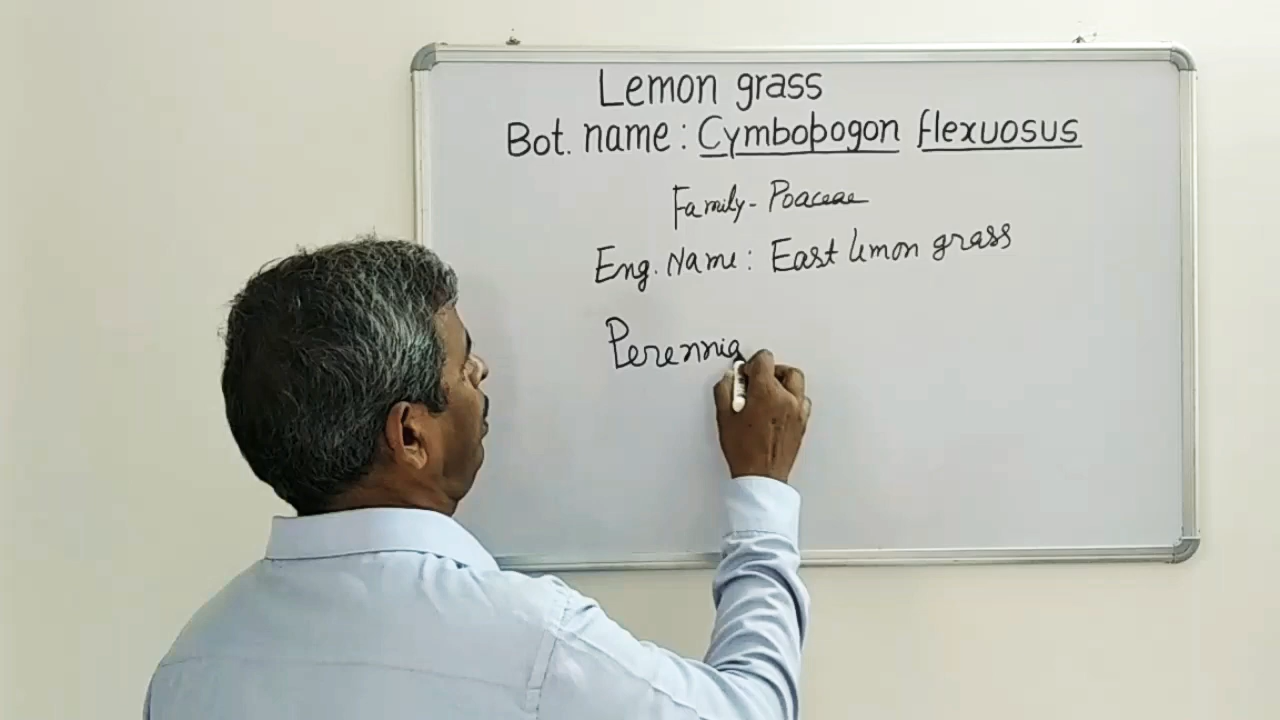 Lemon grass
Bot. name : Cymbopogon flexuosus
Family - Poaceae
Eng. Name : East lemon grass
Perennia